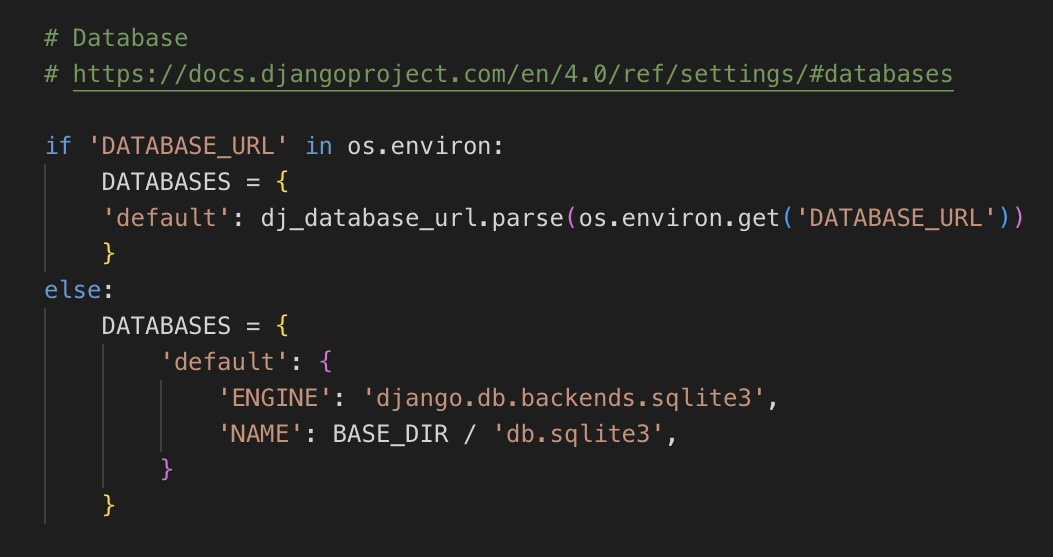 # Database
# https://docs.djangoproject.com/en/4.0/ref/settings/#databases

if 'DATABASE_URL' in os.environ:
    DATABASES = {
    'default': dj_database_url.parse(os.environ.get('DATABASE_URL'))
    }
else:
    DATABASES = {
        'default': {
            'ENGINE': 'django.db.backends.sqlite3',
            'NAME': BASE_DIR / 'db.sqlite3',
        }
    }